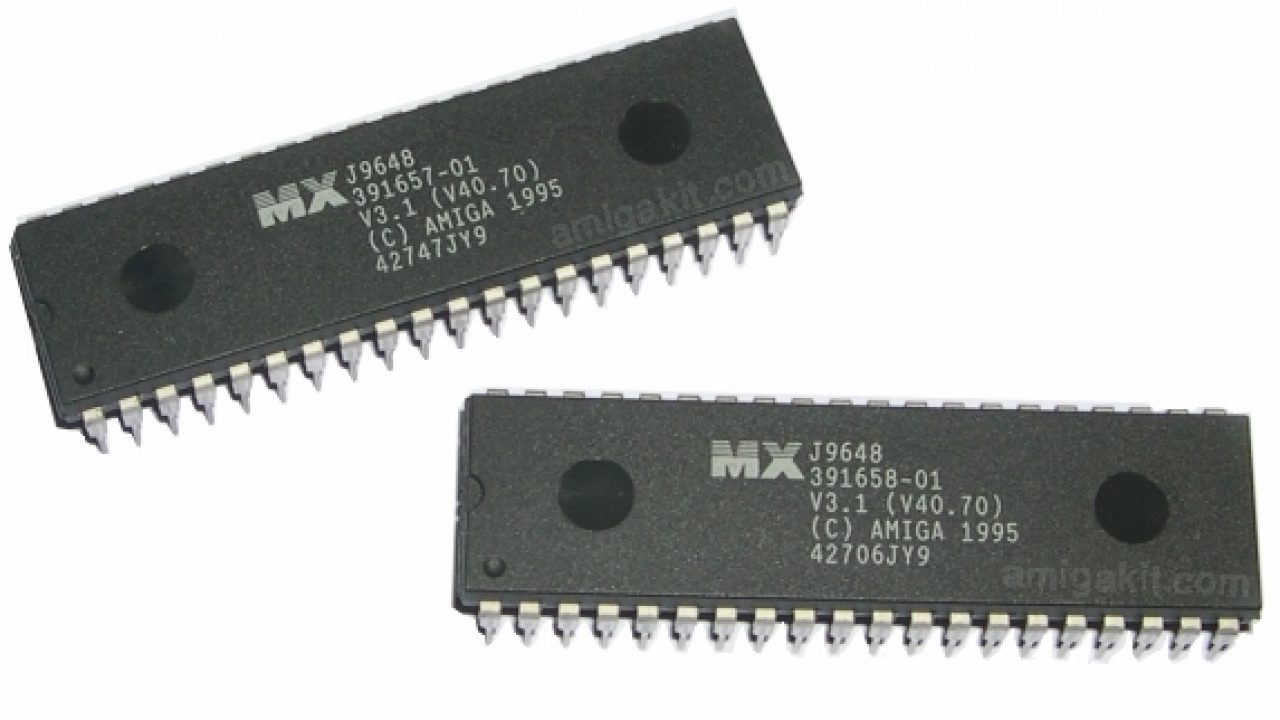 MX J9648
391657-01
V3.1 (V40.70)
(C) AMIGA 1995
42747JY9
amigakit.com
MX J9648
391658-01
V3.1 (V40.70)
(C) AMIGA 1995
42706JY9
amigakit.com